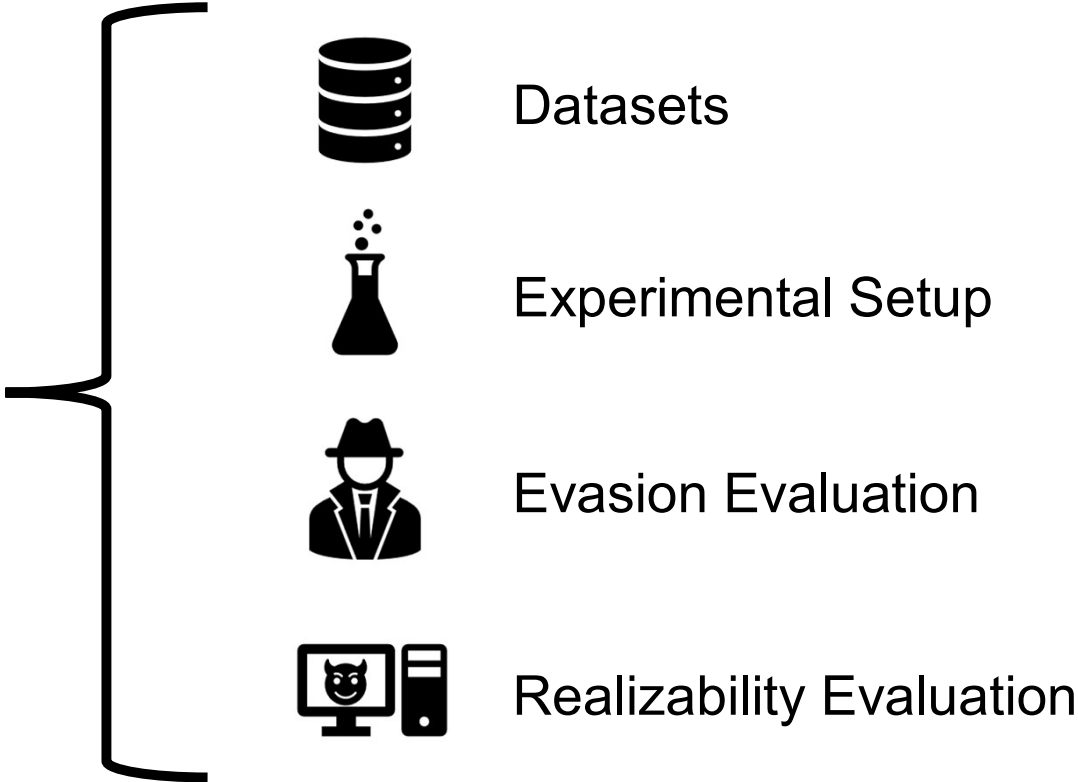 Datasets
Experimental Setup
Evasion Evaluation
Realizability Evaluation